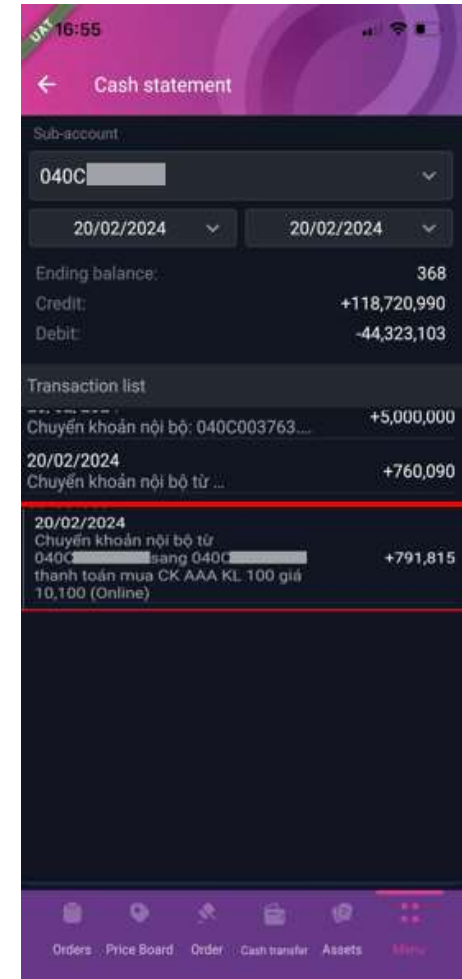 UAT
16:55
Cash statement
Sub-account
040C
20/02/2024 20/02/2024
Ending balance: 368
Credit: +118,720,990
Debit: -44,323,103
Transaction list
Chuyển khoản nội bộ: 040C003763.... +5,000,000
20/02/2024
Chuyển khoản nội bộ từ ... +760,090
20/02/2024
Chuyển khoản nội bộ từ
040C sang 040C
thanh toán mua CK AAA KL 100 giá +791,815
10,100 (Online)
Orders Price Board Order Cash transfer Assets Menu